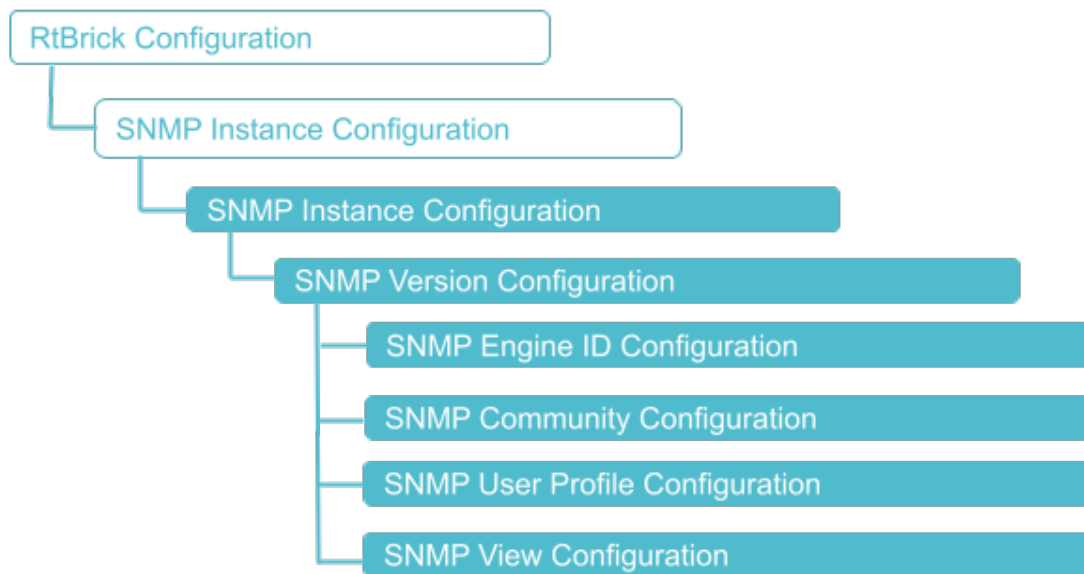 RtBrick Configuration
SNMP Instance Configuration
SNMP Instance Configuration
SNMP Version Configuration
SNMP Engine ID Configuration
SNMP Community Configuration
SNMP User Profile Configuration
SNMP View Configuration